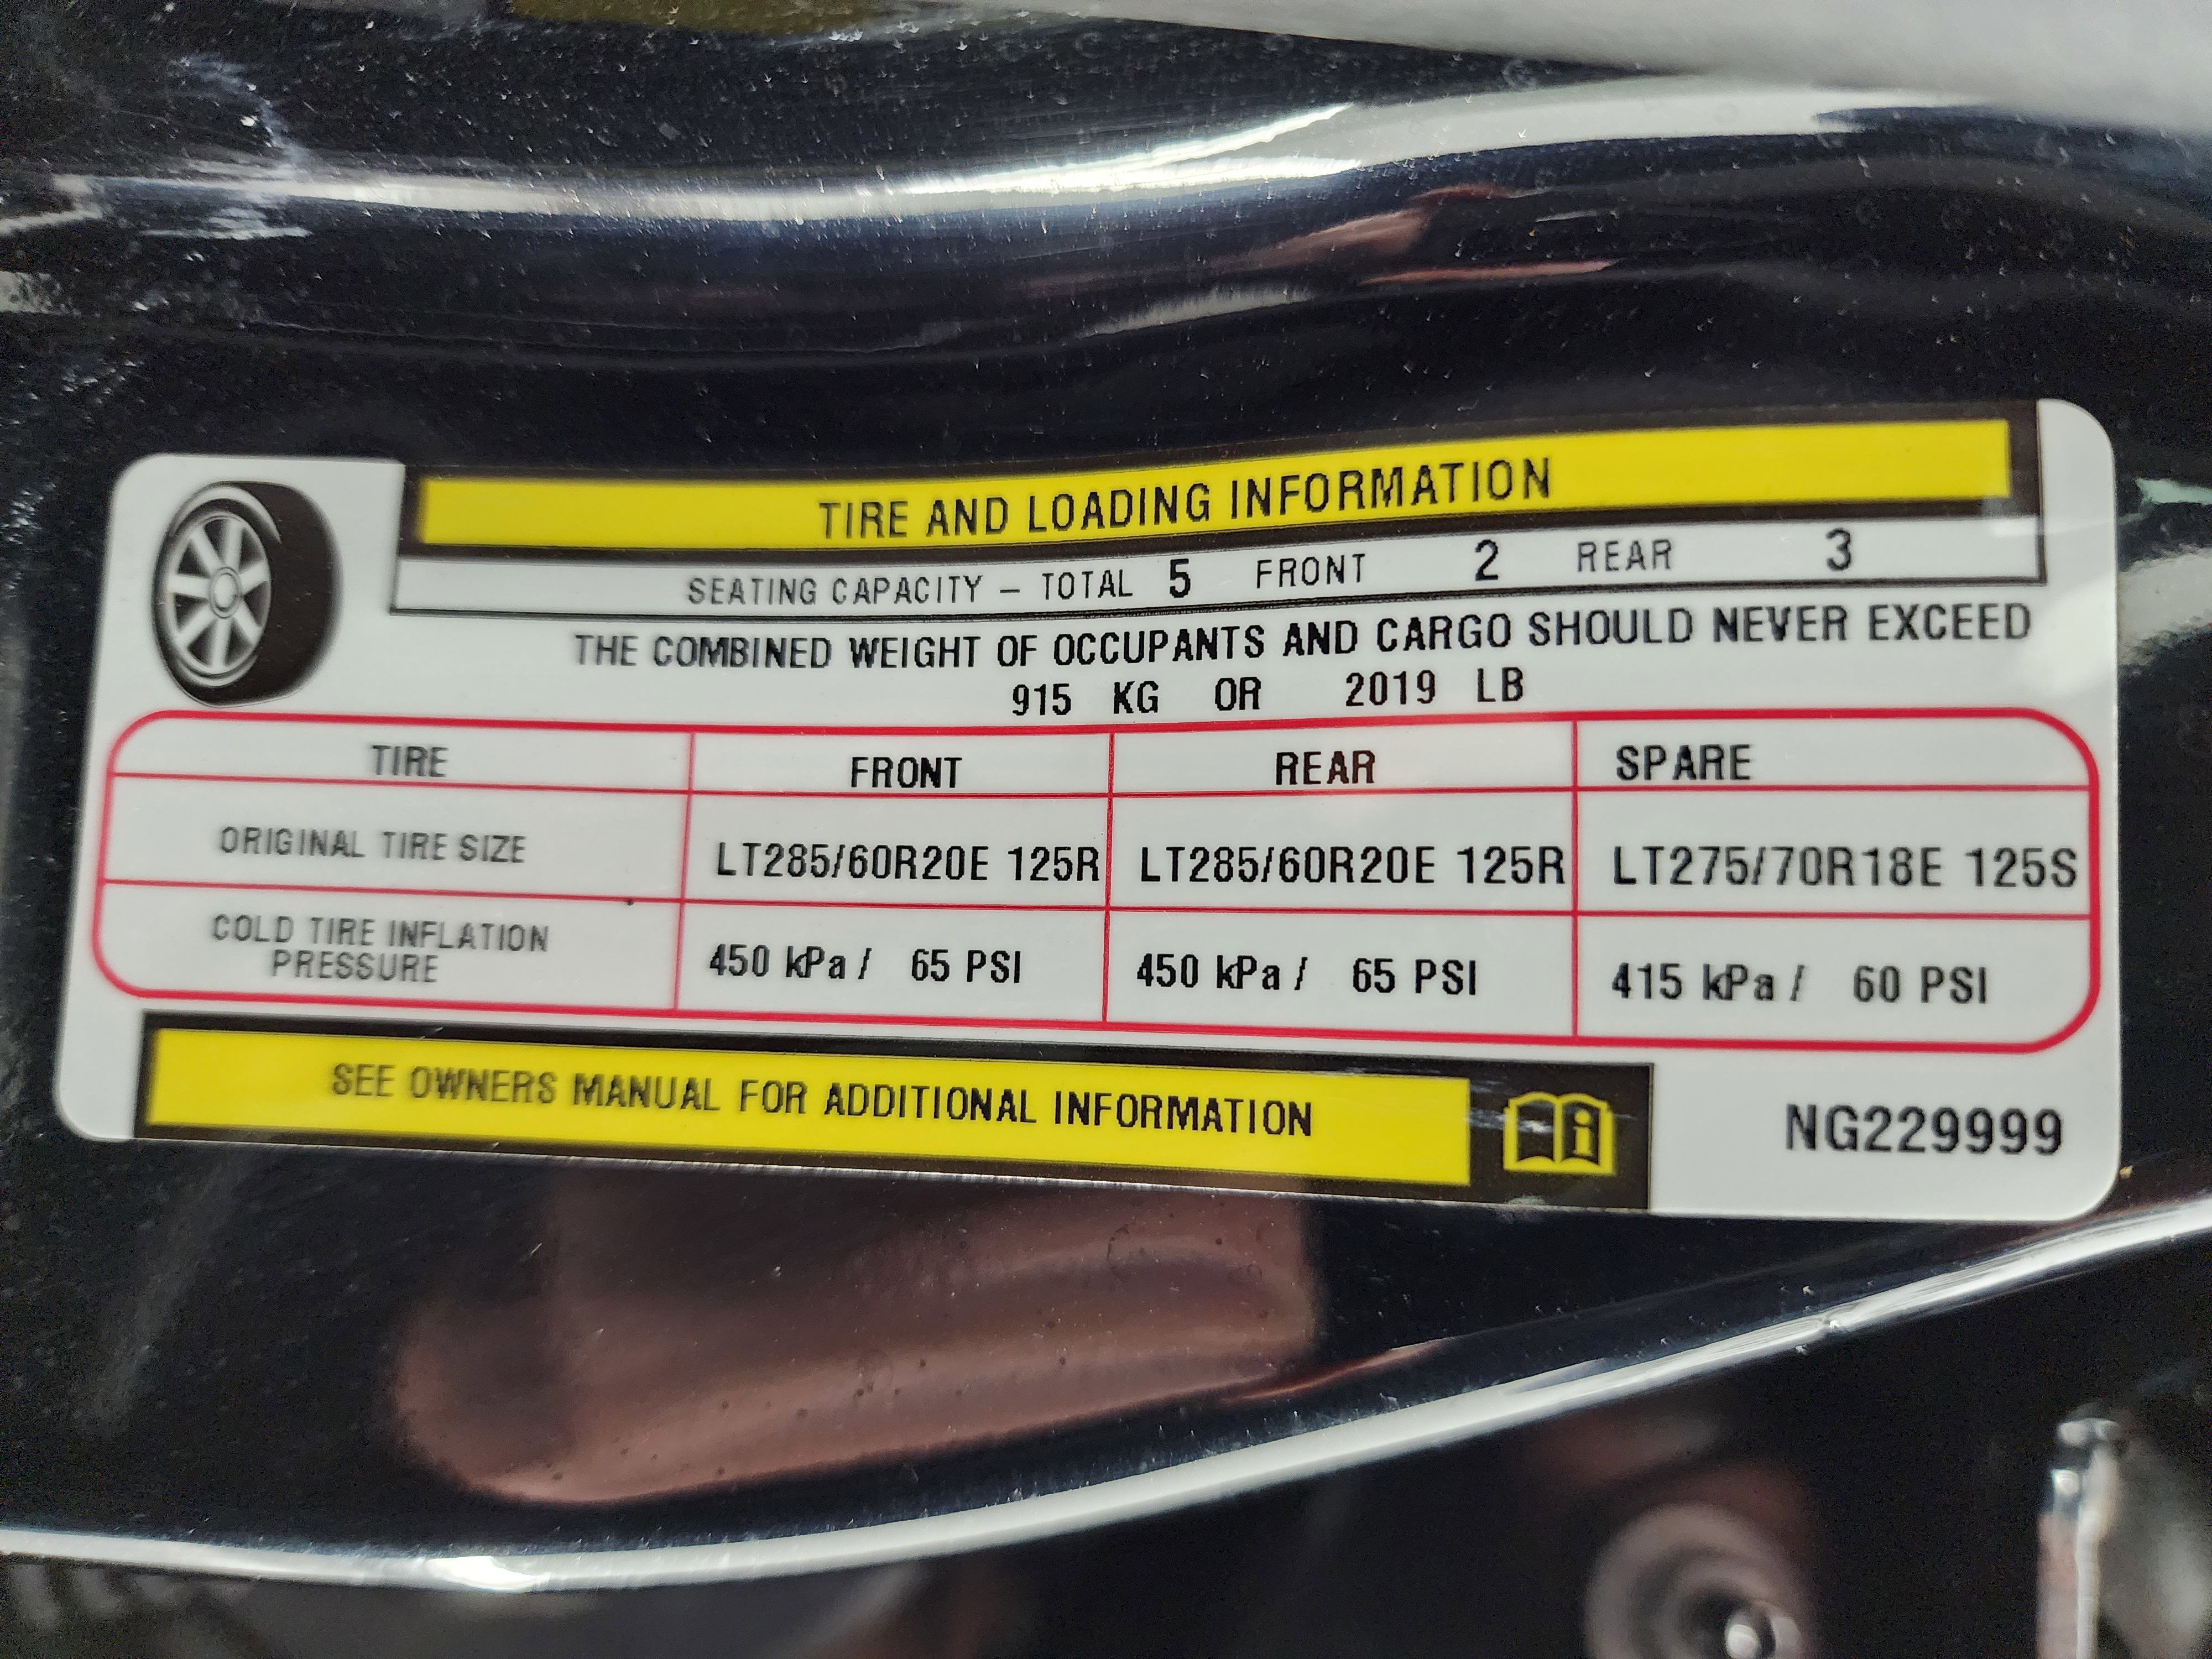 TIRE AND LOADING INFORMATION
SEATING CAPACITY – TOTAL 5 FRONT 2 REAR 3
THE COMBINED WEIGHT OF OCCUPANTS AND CARGO SHOULD NEVER EXCEED
915 KG OR 2019 LB
TIRE FRONT REAR SPARE
ORIGINAL TIRE SIZE LT285/60R20E 125R LT285/60R20E 125R LT275/70R18E 125S
COLD TIRE INFLATION
PRESSURE 450 kPa / 65 PSI 450 kPa / 65 PSI 415 kPa / 60 PSI
SEE OWNERS MANUAL FOR ADDITIONAL INFORMATION
NG229999